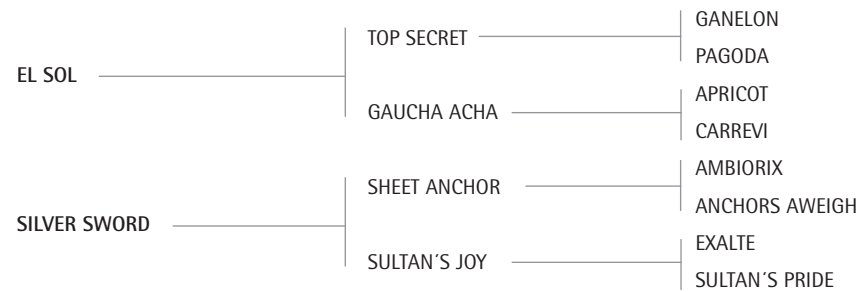 GANELON
TOP SECRET
PAGODA
EL SOL
APRICOT
GAUCHA ACHA
CARREVI
AMBIORIX
SHEET ANCHOR
ANCHORS AWEIGH
SILVER SWORD
EXALTE
SULTAN´S JOY
SULTAN´S PRIDE